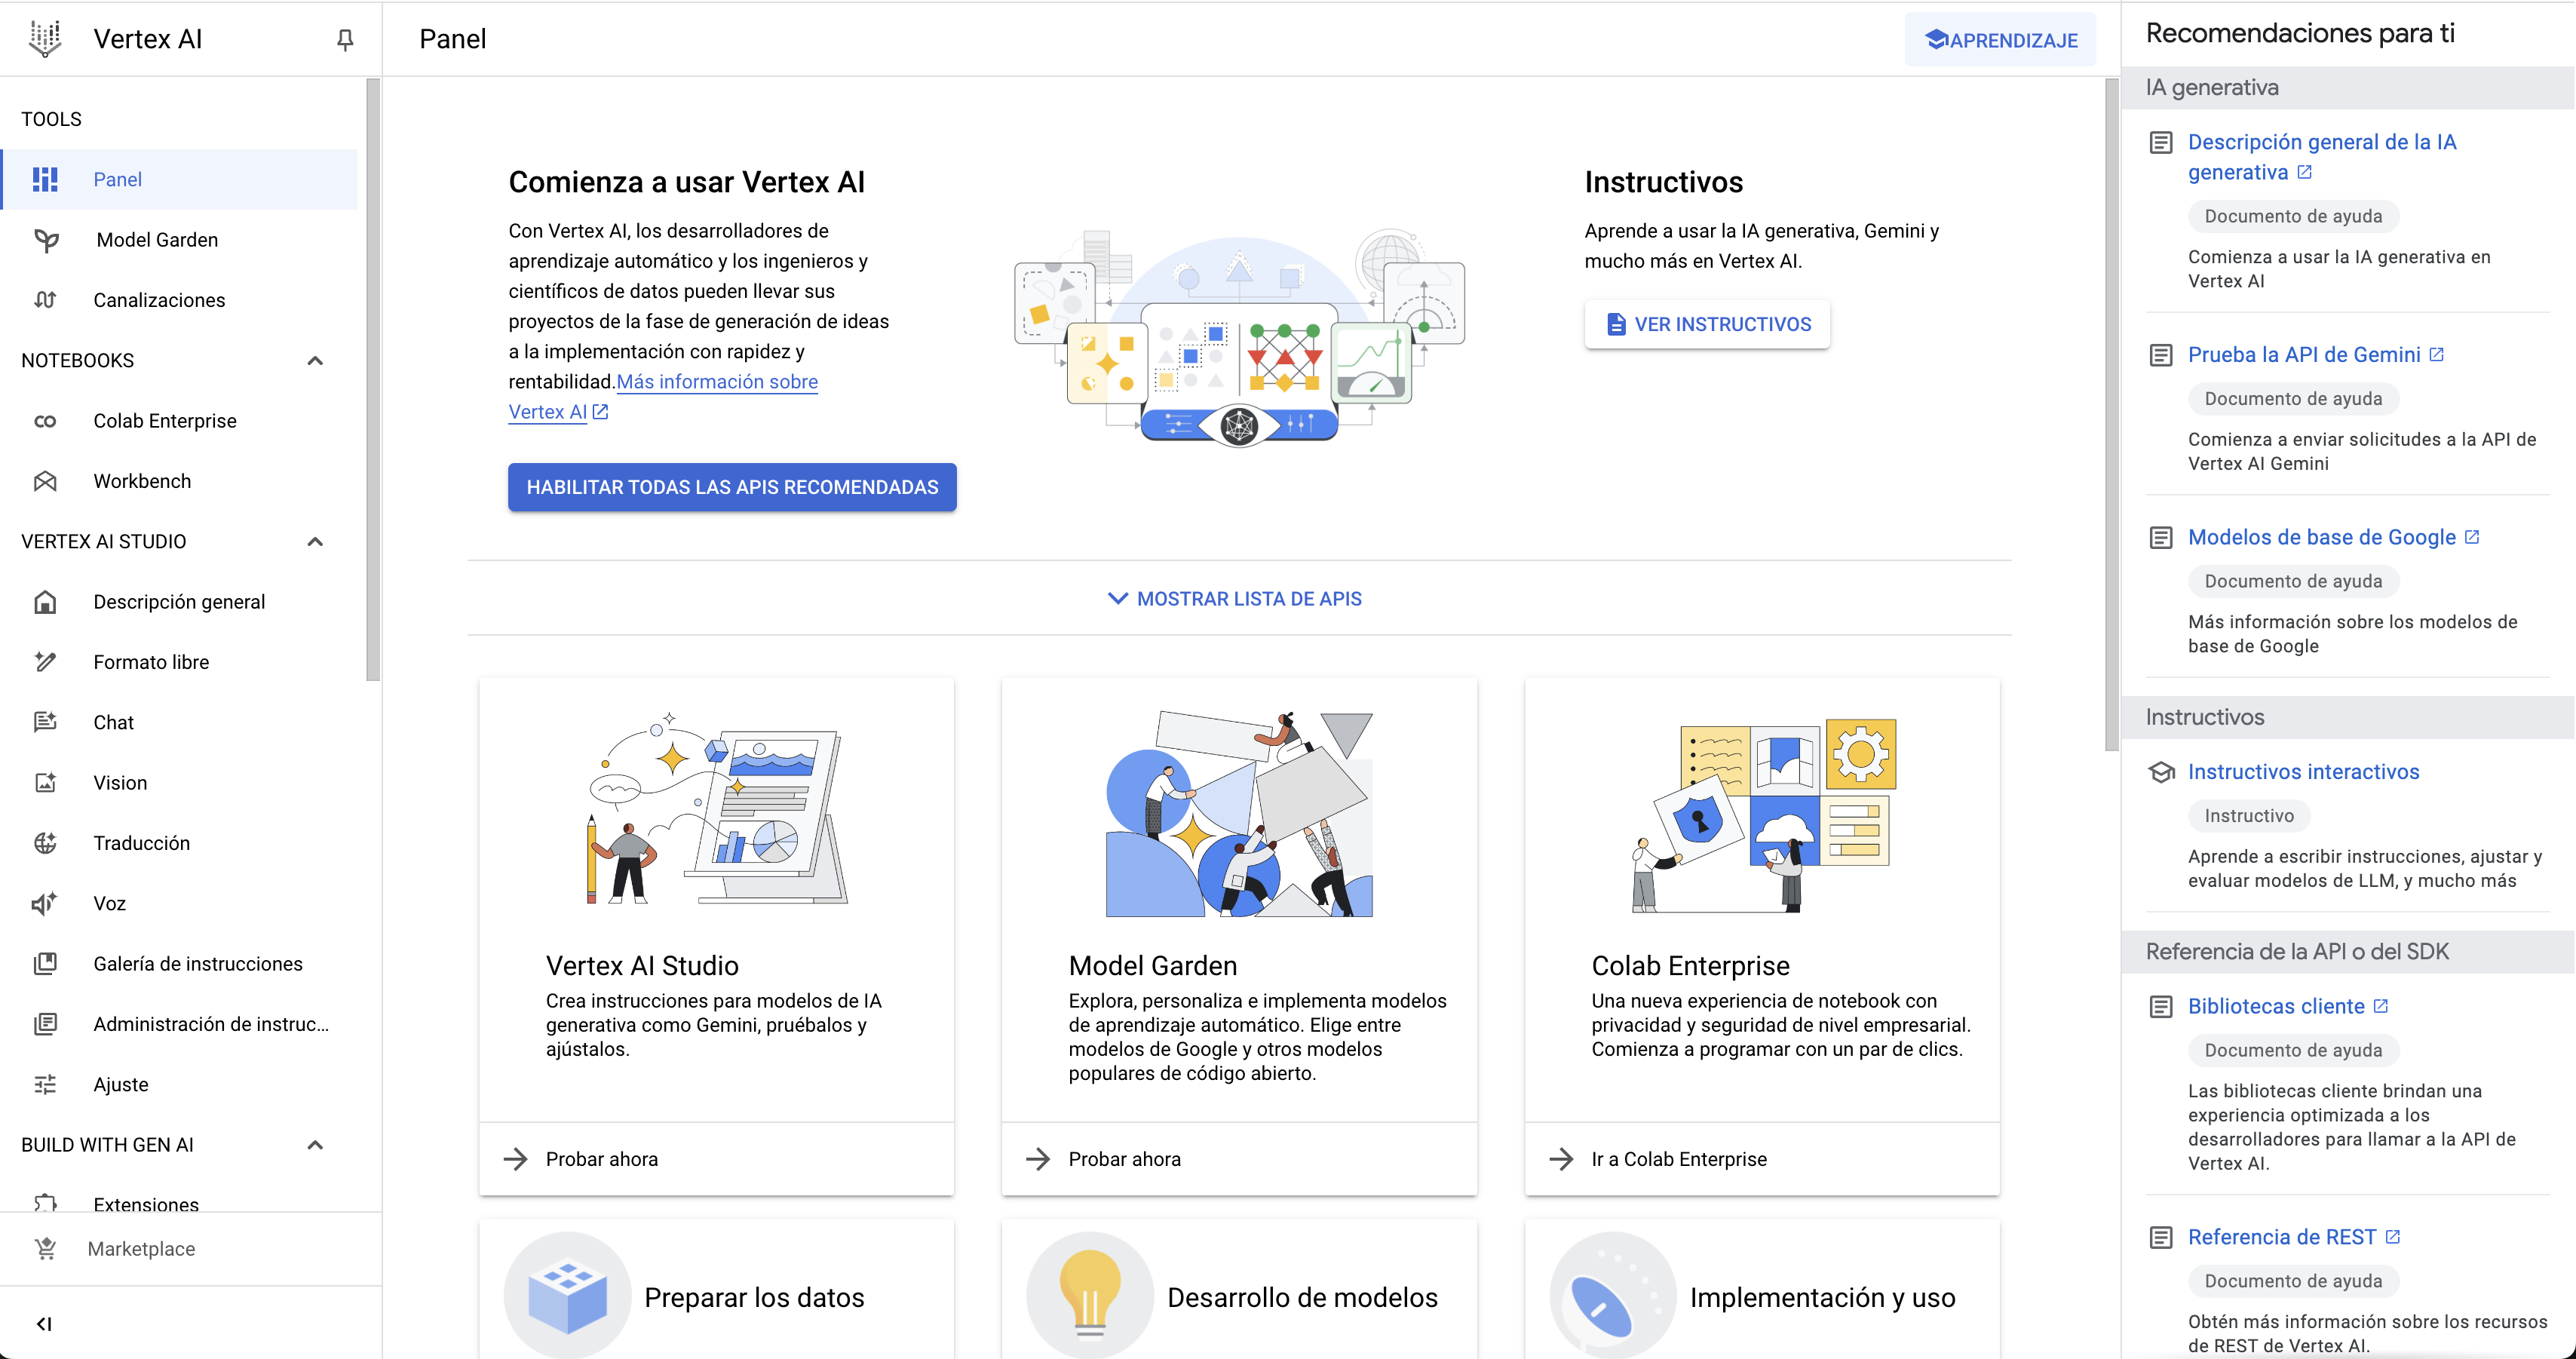 Vertex AI
TOOLS
Panel
Model Garden
Canalizaciones
NOTEBOOKS
Colab Enterprise
Workbench
VERTEX AI STUDIO
Descripción general
Formato libre
Chat
Vision
Traducción
Voz
Galería de instrucciones
Administración de instruc...
Ajuste
BUILD WITH GEN AI
Extensiones
Marketplace
Panel
APRENDIZAJE
Comienza a usar Vertex AI
Con Vertex AI, los desarrolladores de
aprendizaje automático y los ingenieros y
científicos de datos pueden llevar sus
proyectos de la fase de generación de ideas
a la implementación con rapidez y
rentabilidad.Más información sobre
Vertex AI
HABILITAR TODAS LAS APIS RECOMENDADAS
Instructivos
Aprende a usar la IA generativa, Gemini y
mucho más en Vertex AI.
VER INSTRUCTIVOS
MOSTRAR LISTA DE APIS
Vertex AI Studio
Crea instrucciones para modelos de IA
generativa como Gemini, pruébalos y
ajústalos.
Probar ahora
Model Garden
Explora, personaliza e implementa modelos
de aprendizaje automático. Elige entre
modelos de Google y otros modelos
populares de código abierto.
Probar ahora
Colab Enterprise
Una nueva experiencia de notebook con
privacidad y seguridad de nivel empresarial.
Comienza a programar con un par de clics.
Ir a Colab Enterprise
Preparar los datos
Desarrollo de modelos
Implementación y uso
Recomendaciones para ti
IA generativa
Descripción general de la IA
generativa
Documento de ayuda
Comienza a usar la IA generativa en
Vertex AI
Prueba la API de Gemini
Documento de ayuda
Comienza a enviar solicitudes a la API de
Vertex AI Gemini
Modelos de base de Google
Documento de ayuda
Más información sobre los modelos de
base de Google
Instructivos
Instructivos interactivos
Instructivo
Aprende a escribir instrucciones, ajustar y
evaluar modelos de LLM, y mucho más
Referencia de la API o del SDK
Bibliotecas cliente
Documento de ayuda
Las bibliotecas cliente brindan una
experiencia optimizada a los
desarrolladores para llamar a la API de
Vertex AI.
Referencia de REST
Documento de ayuda
Obtén más información sobre los recursos
de REST de Vertex AI.